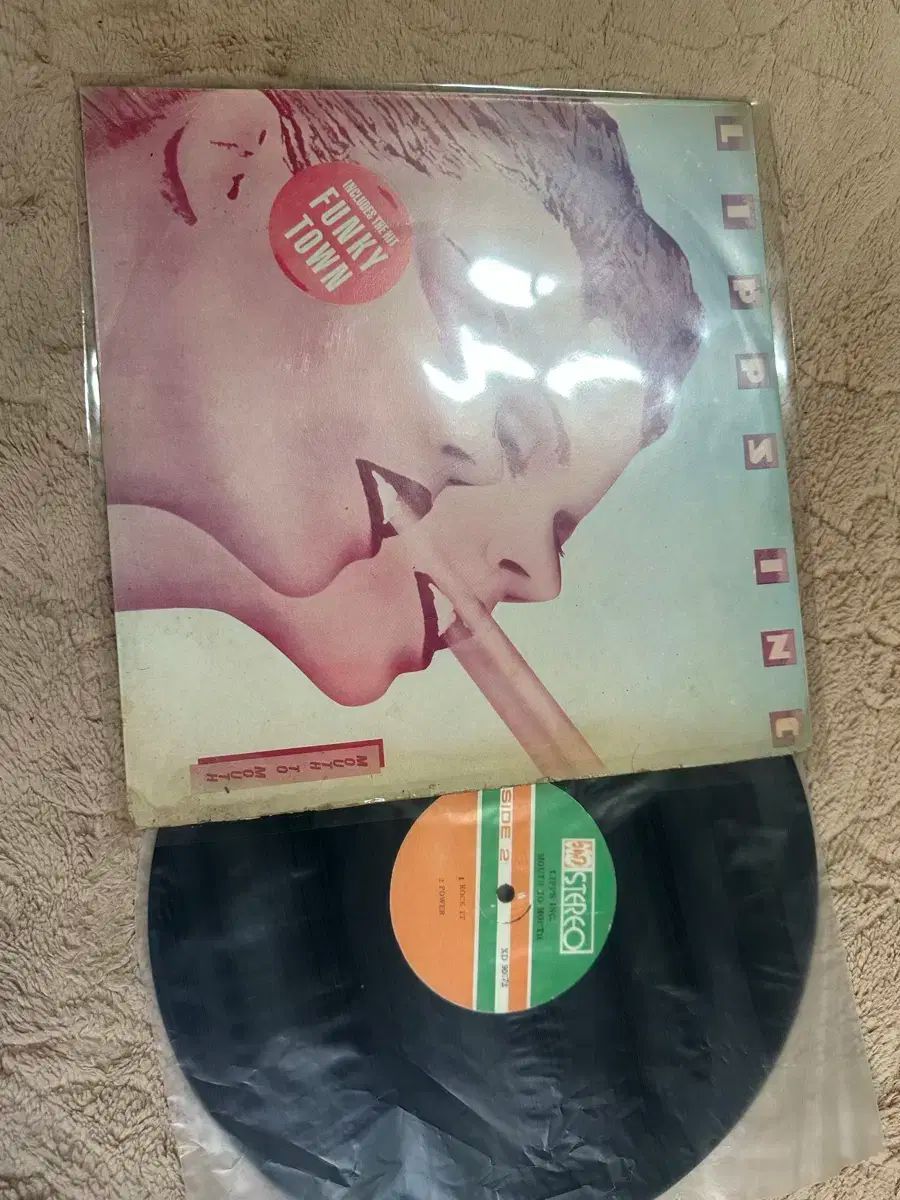 LIPPS INC
INCLUDES THE HIT
FUNKY
TOWN
MOUTH TO MOUTH
STEREO
LIPPS INC.
MOUTH TO MOUTH
SIDE 2
1 ROCK IT
2 POWER